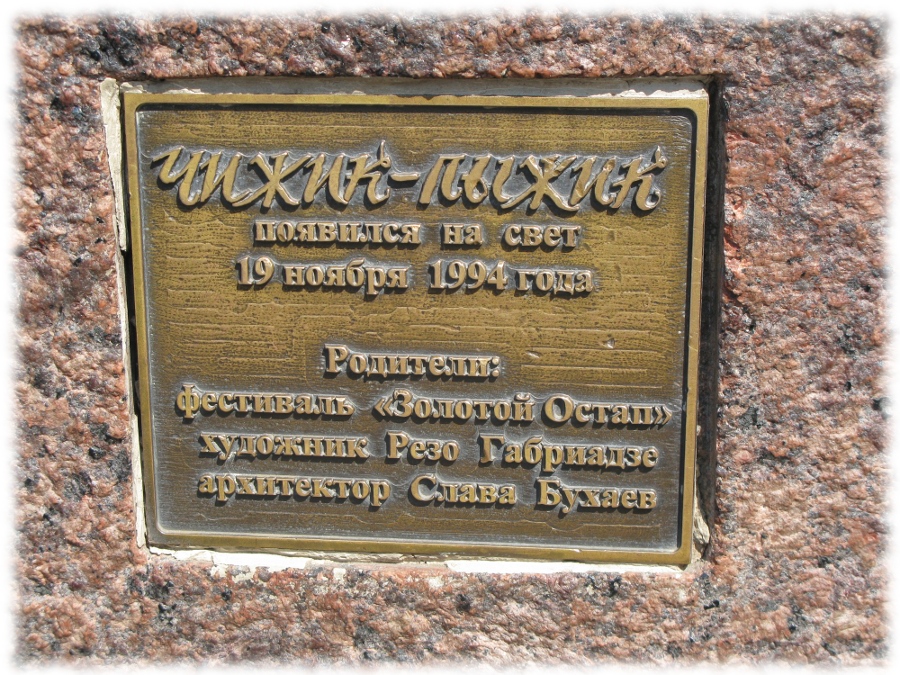 ЧИЖИК-ПЫЖИК
появился на свет
19 ноября 1994 года
Родители:
фестиваль «Золотой Остап»
художник Резо Габриадзе
архитектор Слава Бухаев